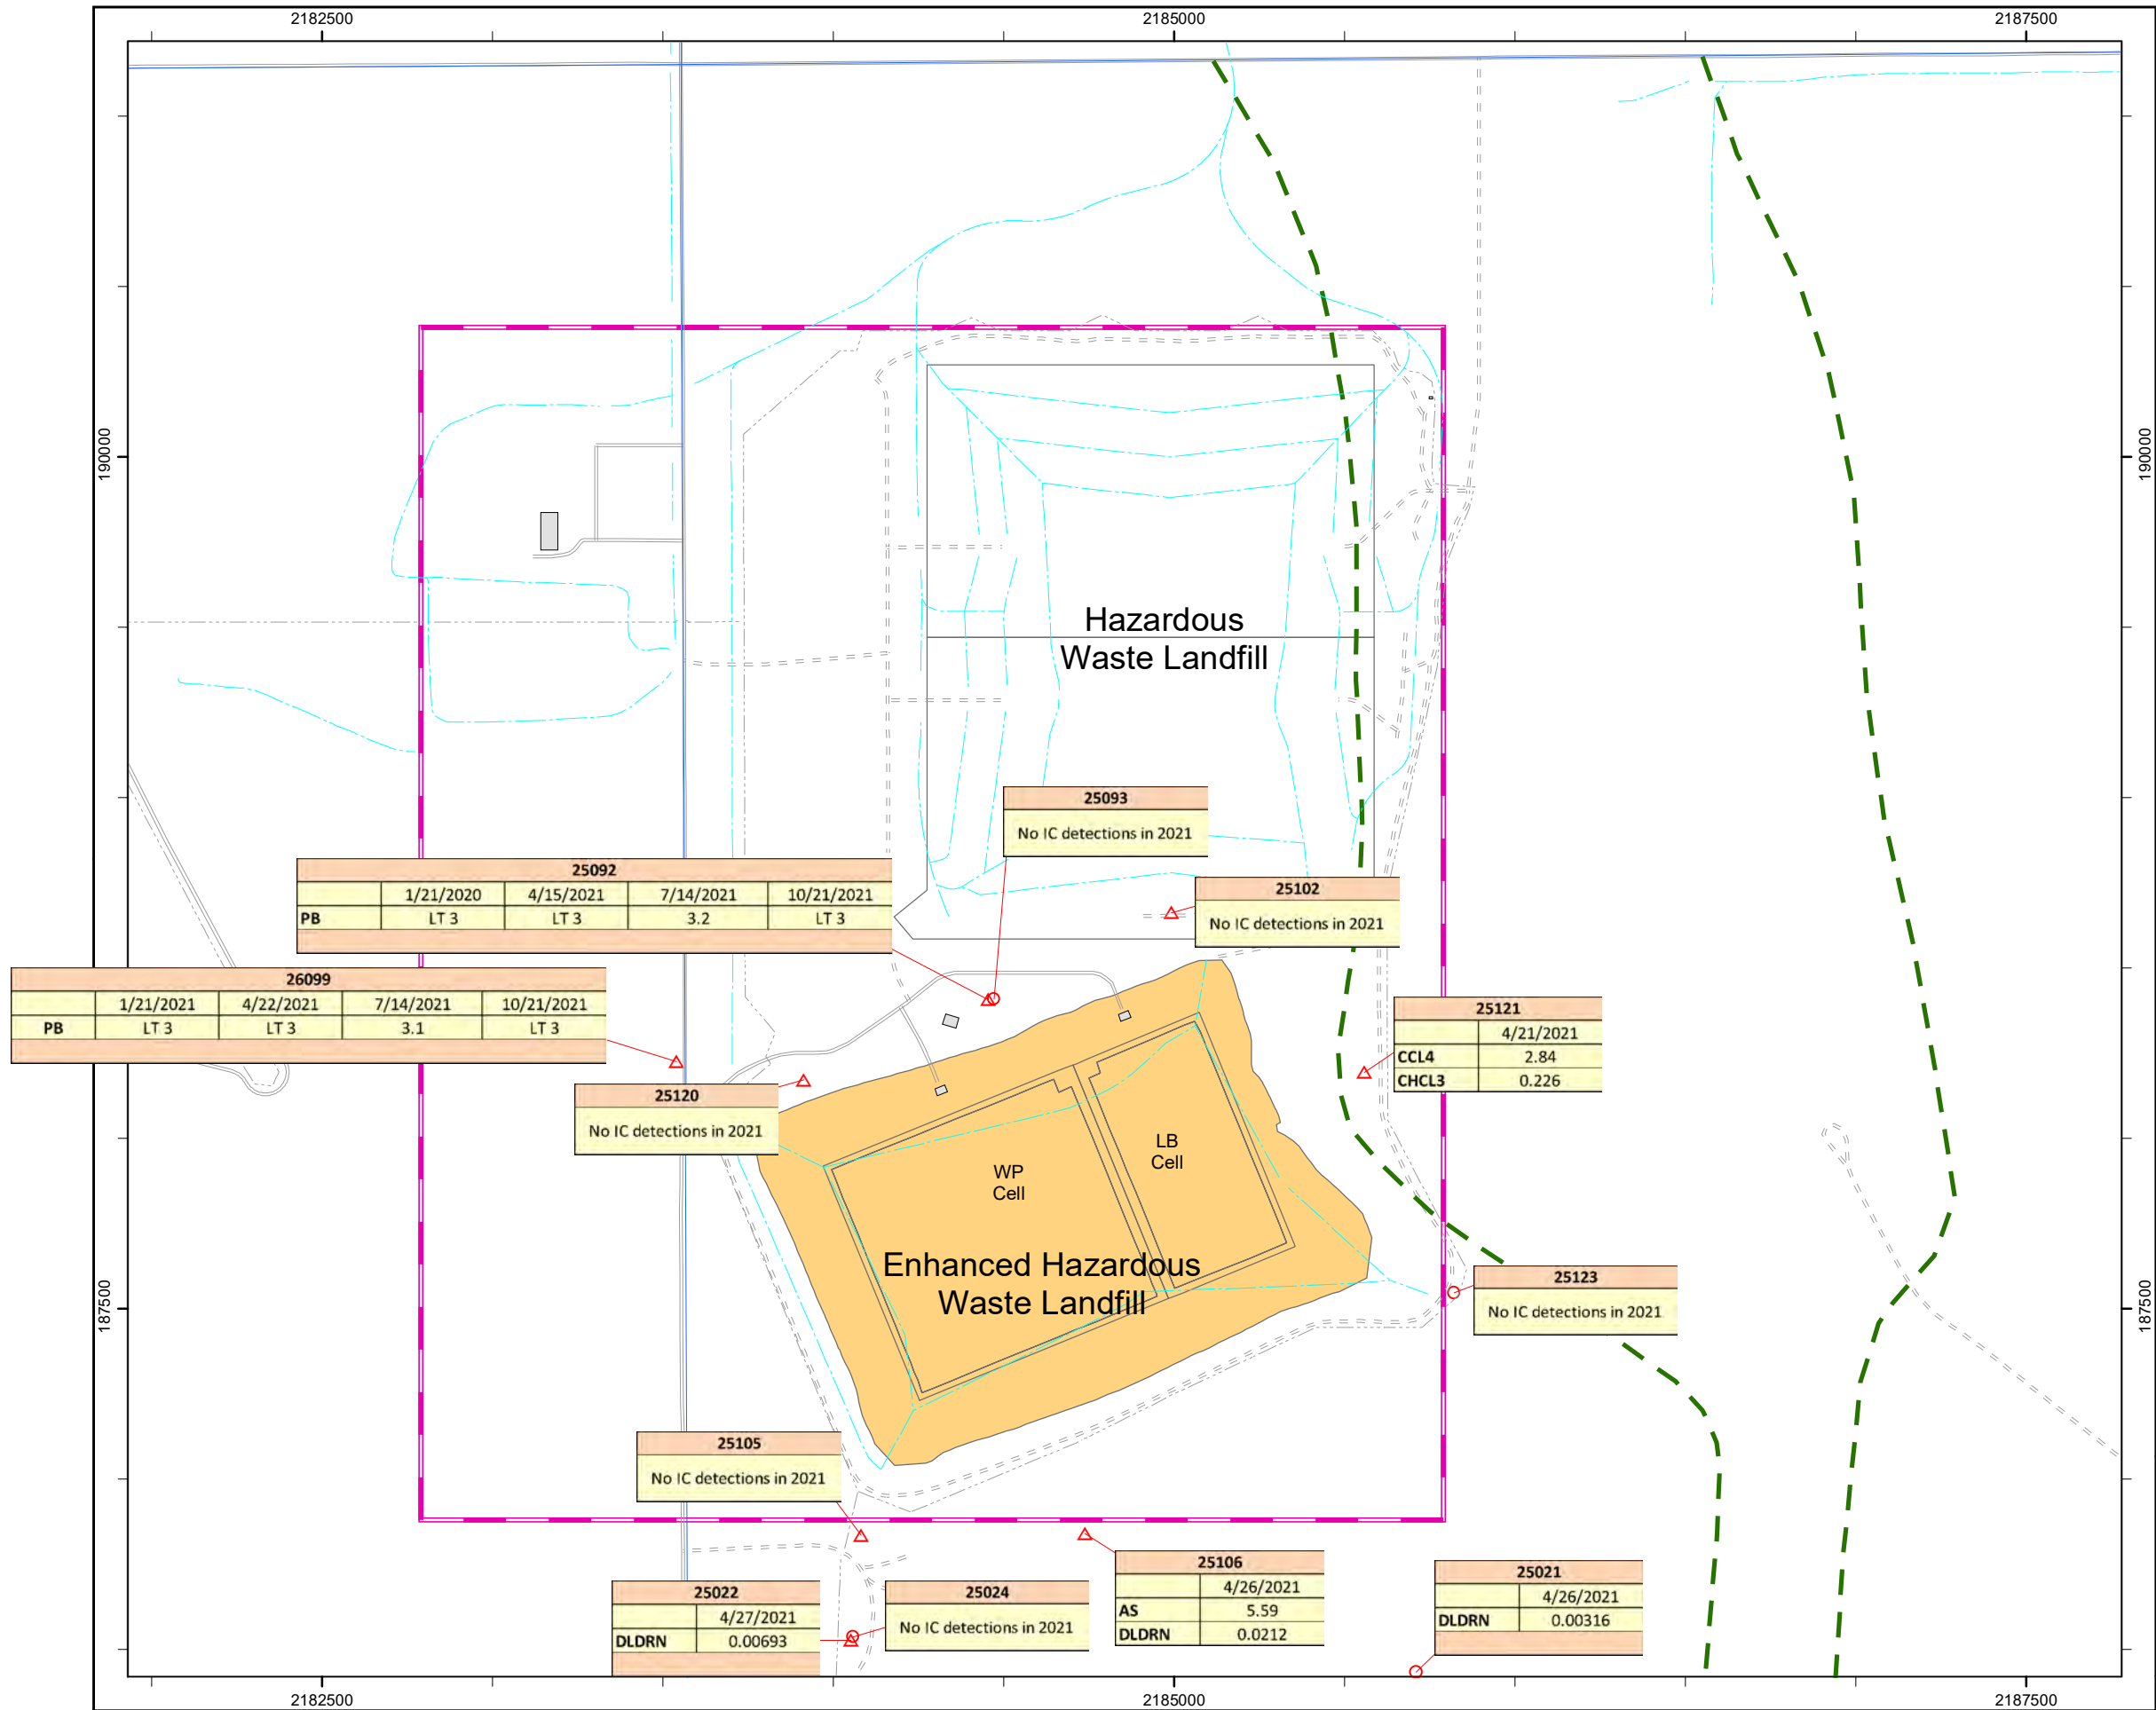 2182500 2185000 2187500
190000 190000
Hazardous
Waste Landfill
25093
No IC detections in 2021
25092
1/21/2020 4/15/2021 7/14/2021 10/21/2021
PB LT 3 LT 3 3.2 LT 3
25102
No IC detections in 2021
26099
1/21/2021 4/22/2021 7/14/2021 10/21/2021
PB LT 3 LT 3 3.1 LT 3
25121
4/21/2021
CCL4 2.84
CHCL3 0.226
25120
No IC detections in 2021
LB
Cell
WP
Cell
Enhanced Hazardous
Waste Landfill
25123
No IC detections in 2021
187500 187500
25105
No IC detections in 2021
25106
4/26/2021
AS 5.59
DLDRN 0.0212
25021
4/26/2021
DLDRN 0.00316
25022
4/27/2021
DLDRN 0.00693
25024
No IC detections in 2021
2182500 2185000 2187500